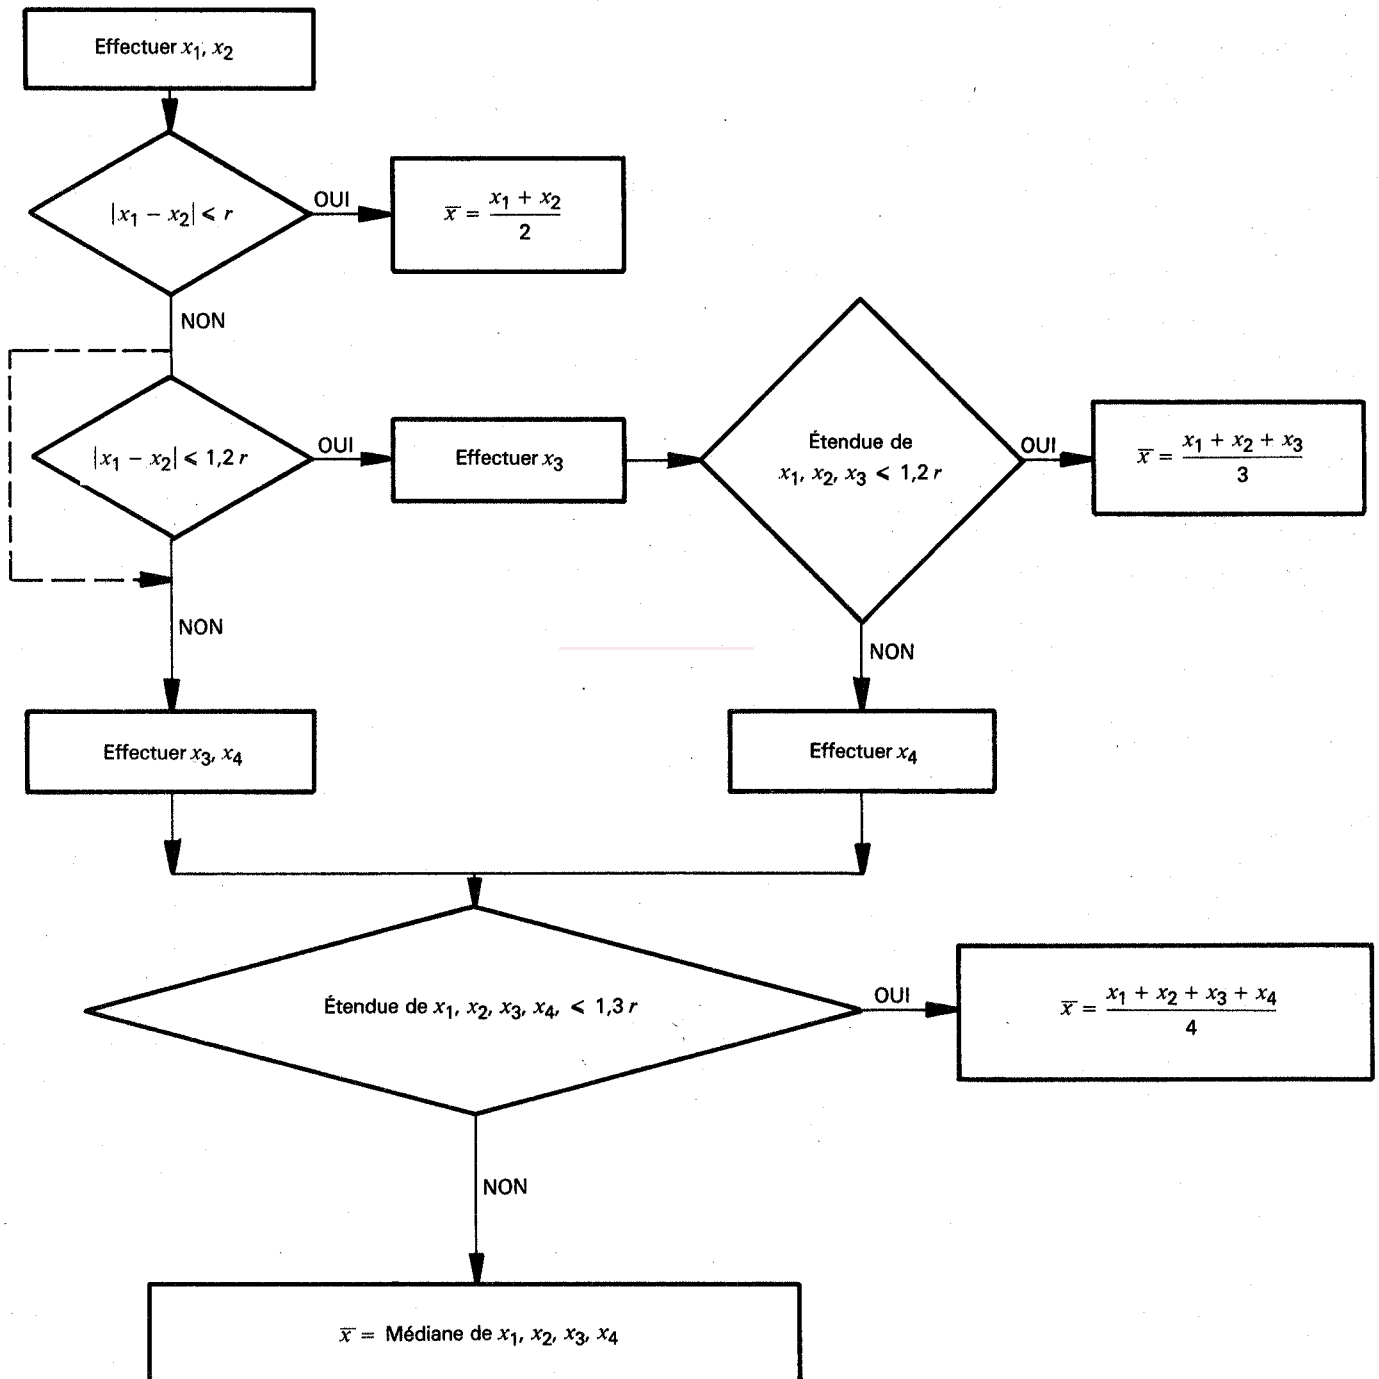 Effectuer x1, x2
|x1 − x2| ⩽ r
OUI
x̅ = (x1 + x2) / 2
NON
|x1 − x2| ⩽ 1,2 r
OUI
Effectuer x3
Étendue de
x1, x2, x3 ⩽ 1,2 r
OUI
x̅ = (x1 + x2 + x3) / 3
NON
NON
Effectuer x3, x4
Effectuer x4
Étendue de x1, x2, x3, x4, ⩽ 1,3 r
OUI
x̅ = (x1 + x2 + x3 + x4) / 4
NON
x̅ = Médiane de x1, x2, x3, x4